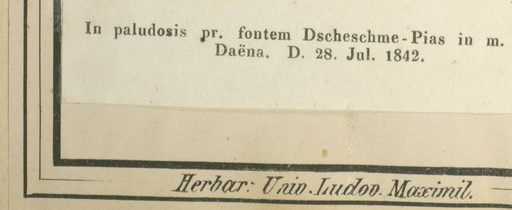 In paludosis pr. fontem Dscheschme-Pias in m.
Daëna. D. 28. Jul. 1842.
Herbar: Univ. Ludov. Maximil.